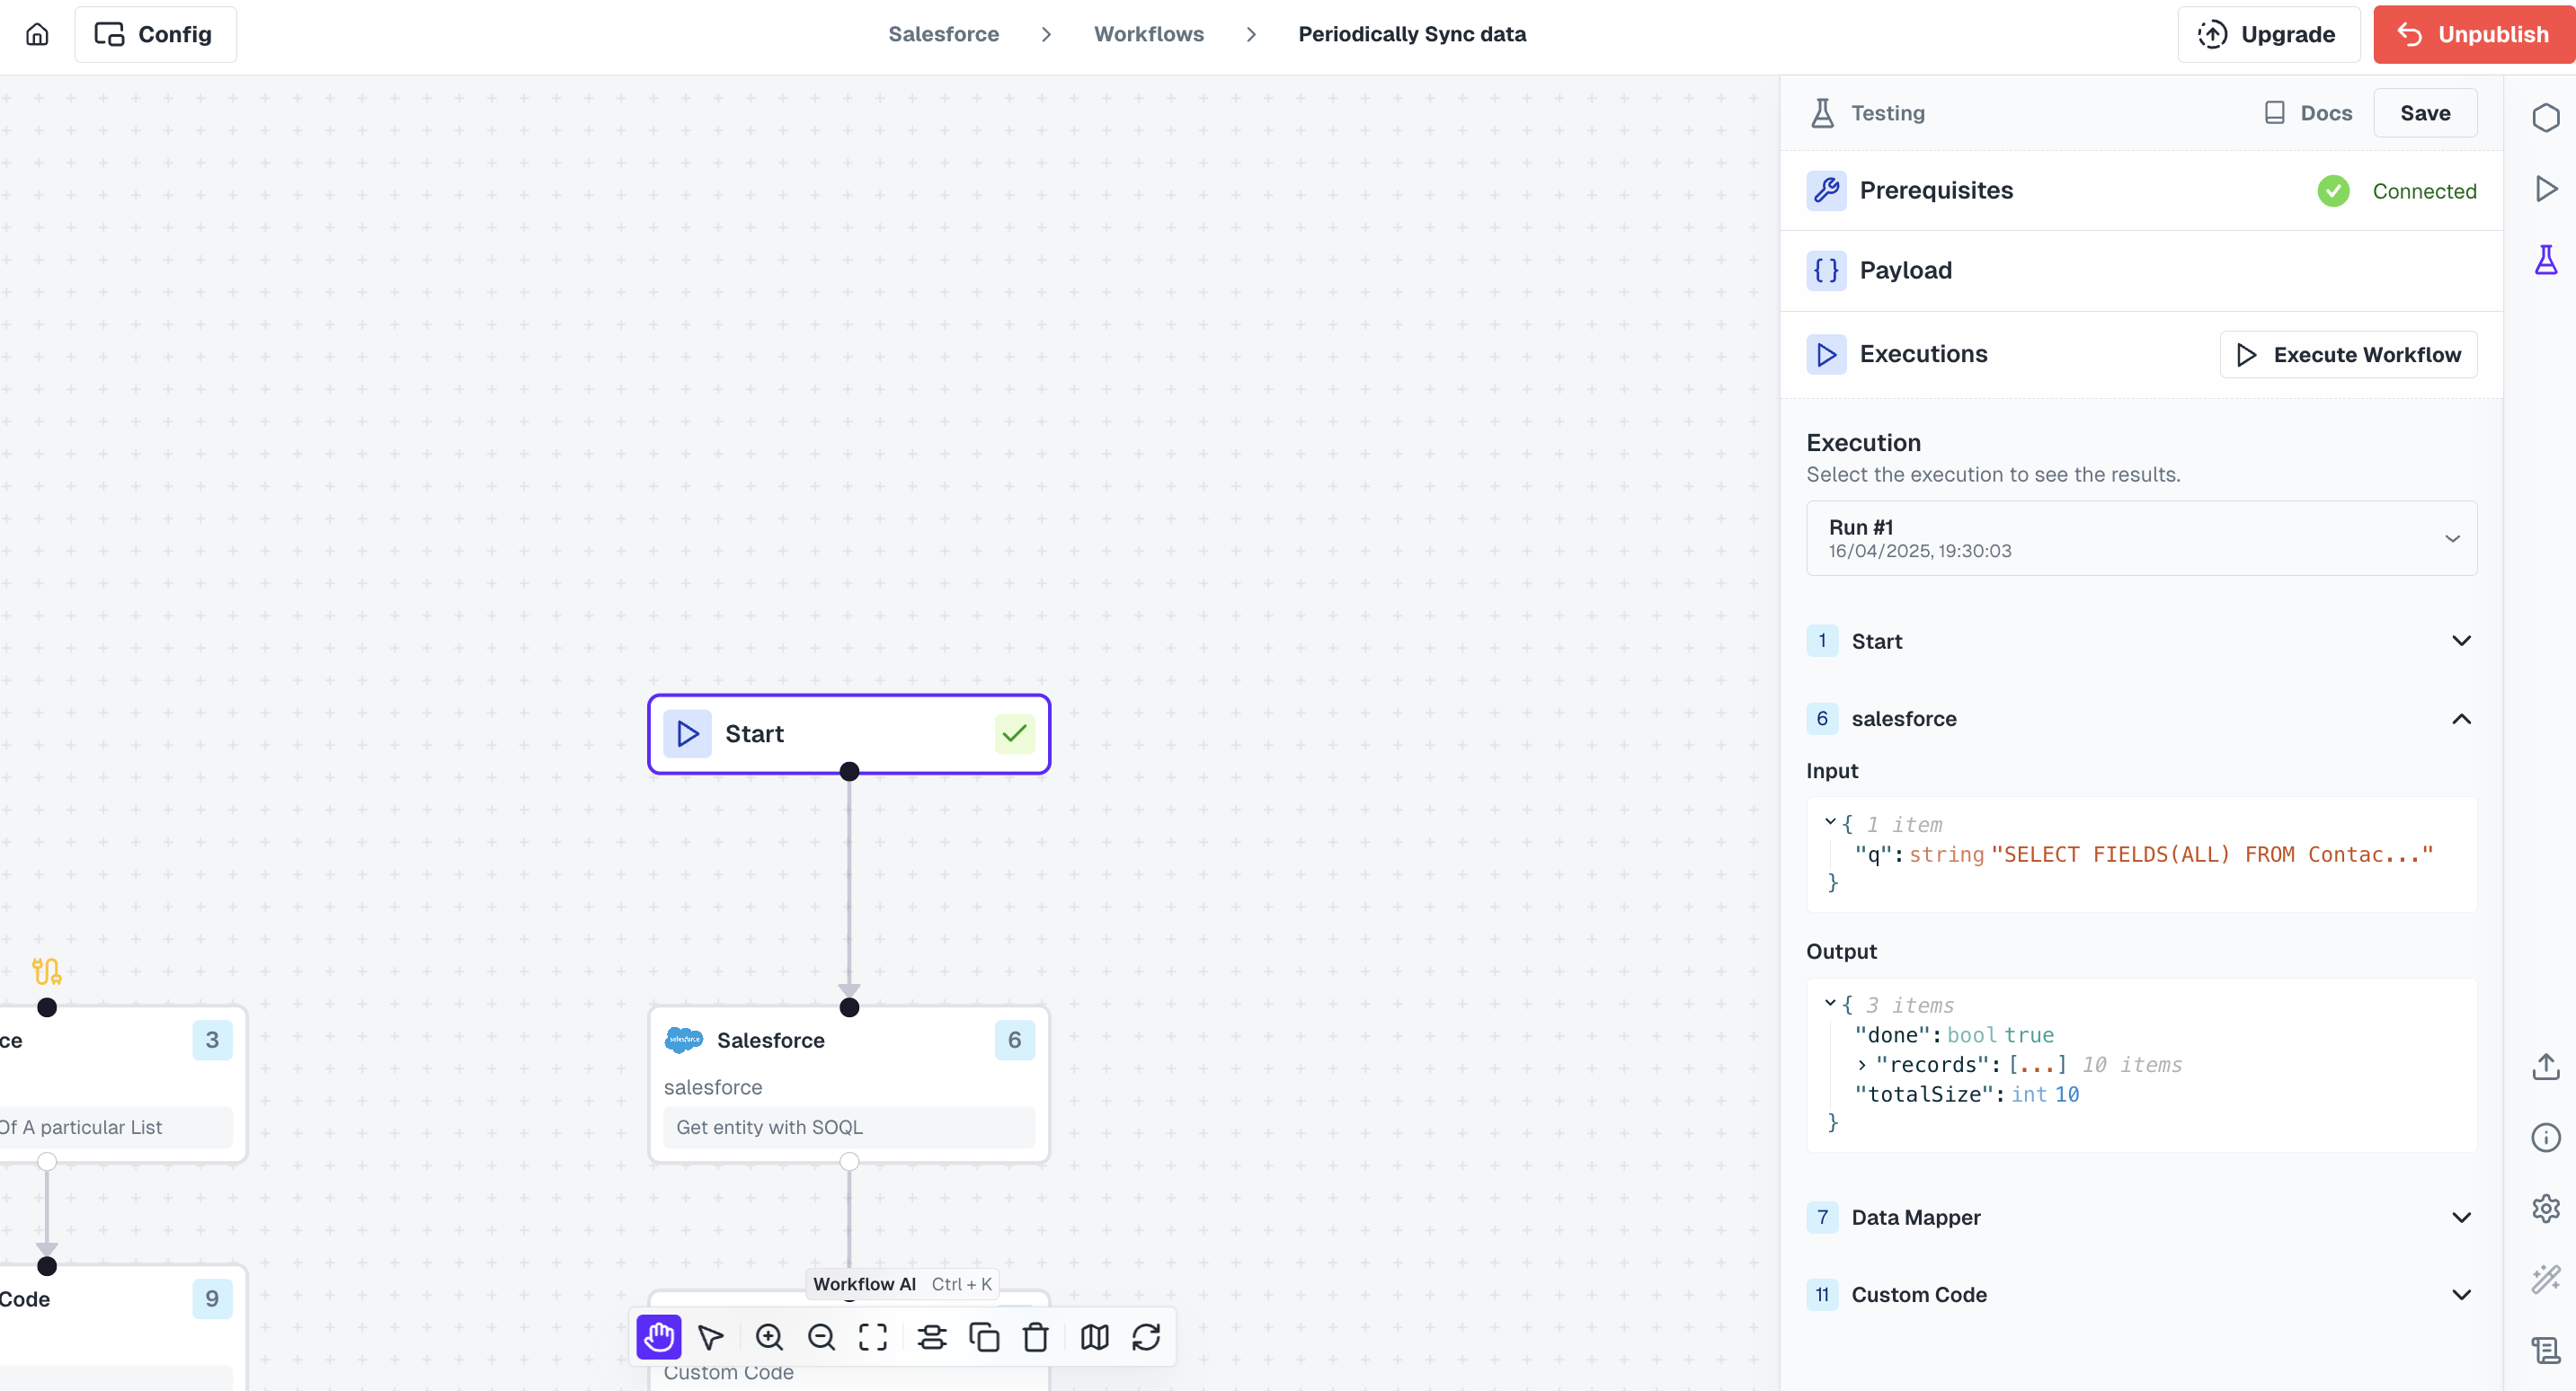 Config
Salesforce > Workflows > Periodically Sync data
Upgrade
Unpublish
Testing
Docs
Save
Prerequisites
Connected
{ } Payload
Executions
Execute Workflow
Execution
Select the execution to see the results.
Run #1
16/04/2025, 19:30:03
1 Start
6 salesforce
Input
{ 1 item
"q": string "SELECT FIELDS(ALL) FROM Contac..."
}
Output
{ 3 items
"done": bool true
"records": [...] 10 items
"totalSize": int 10
}
7 Data Mapper
11 Custom Code
Start
salesforce
Salesforce 6
salesforce
Get entity with SOQL
ce 3
Of A particular List
Code 9
Workflow AI Ctrl + K
Custom Code